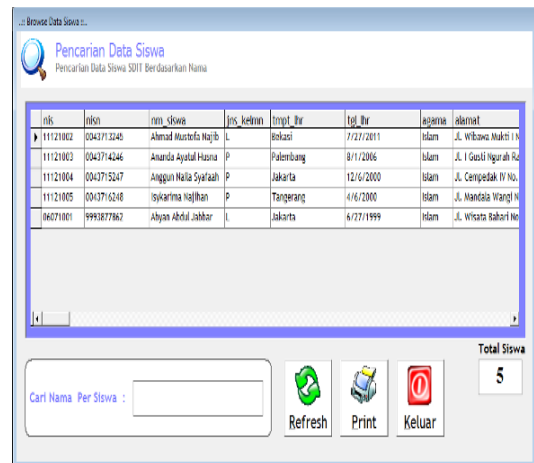 ..:: Browse Data Siswa ::..
Pencarian Data Siswa
Pencarian Data Siswa SDIT Berdasarkan Nama
nis nisn nm_siswa jns_kelmn tmpt_lhr tgl_lhr agama alamat
11121002 0043713245 Ahmad Mustofa Najib L Bekasi 7/27/2011 Islam JL. Wibawa Mukti I N
11121003 0043714246 Ananda Ayatul Husna P Palembang 8/1/2006 Islam JL. I Gusti Ngurah Ra
11121004 0043715247 Anggun Naila Syafaah P Jakarta 12/6/2000 Islam JL. Cempedak IV No.
11121005 0043716248 Isykarima Najihan P Tangerang 4/6/2000 Islam JL. Mandala Wangi N
06071001 9993877862 Abyan Abdul Jabbar L Jakarta 6/27/1999 Islam JL. Wisata Bahari No
Total Siswa
5
Cari Nama Per Siswa :
Refresh Print Keluar